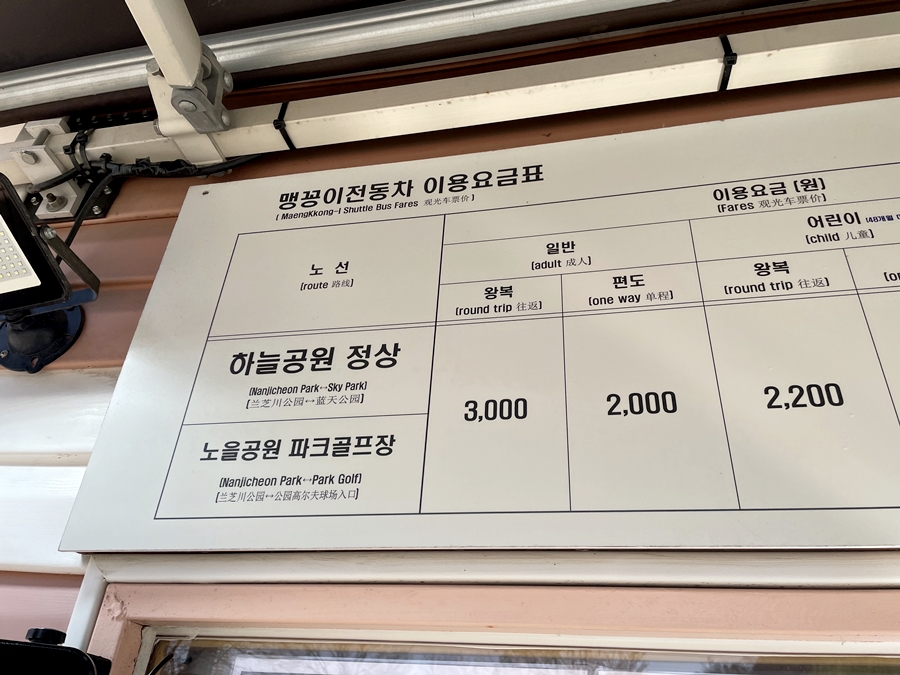 맹꽁이전동차 이용요금표
( MaengKkong-i Shuttle Bus Fares 观光车票价 )
노 선
(route 路线)
이용요금 (원)
(Fares 观光车票价)
일반
(adult 成人)
어린이 (48개월
(child 儿童)
왕복
(round trip 往返)
편도
(one way 单程)
왕복
(round trip 往返)
하늘공원 정상
(Nanjicheon Park↔Sky Park)
(兰芝川公园↔蓝天公园)
노을공원 파크골프장
(Nanjicheon Park↔Park Golf)
(兰芝川公园↔公园高尔夫球场入口)
3,000
2,000
2,200